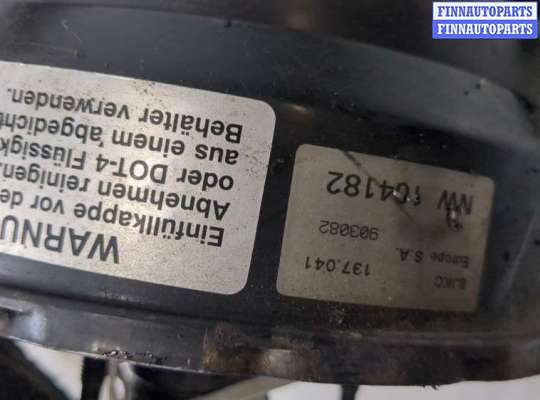 FINNAUTOPARTS
FINNAUTOPARTS
WARNU
Einfüllkappe vor de
Abnehmen reinigen.
oder DOT-4 Flüssigk
aus einem abgedicht
Behälter verwenden.
137.041
Europe S.A.
903082
NW 164182